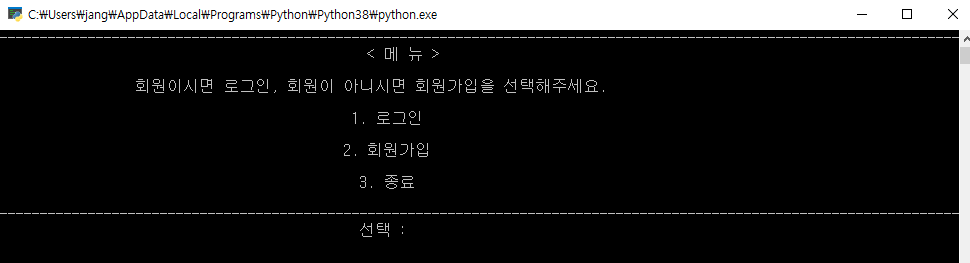 C:₩Users₩jang₩AppData₩Local₩Programs₩Python₩Python38₩python.exe
< 메 뉴 >
회원이시면 로그인, 회원이 아니시면 회원가입을 선택해주세요.
1. 로그인
2. 회원가입
3. 종료
선택 :